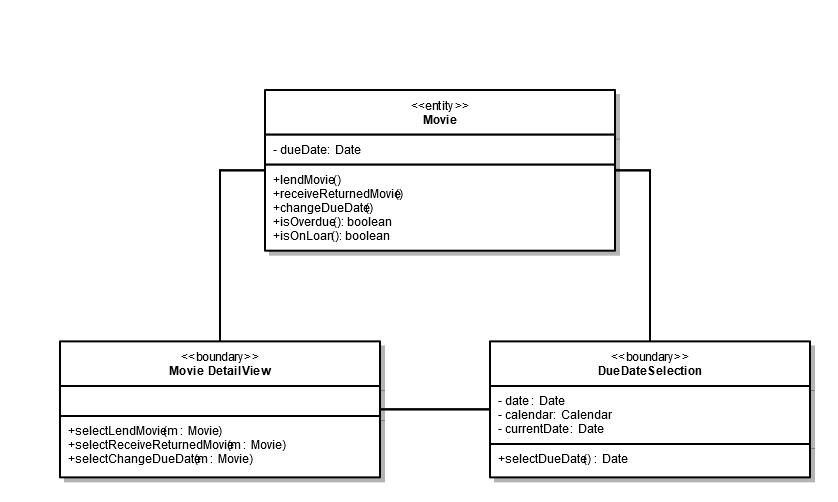 <<entity>>
Movie
- dueDate: Date
+lendMovie()
+receiveReturnedMovie()
+changeDueDate()
+isOverdue(): boolean
+isOnLoan(): boolean
<<boundary>>
Movie DetailView
+selectLendMovie(m : Movie)
+selectReceiveReturnedMovie(m : Movie)
+selectChangeDueDate(m : Movie)
<<boundary>>
DueDateSelection
- date : Date
- calendar: Calendar
- currentDate: Date
+selectDueDate() : Date